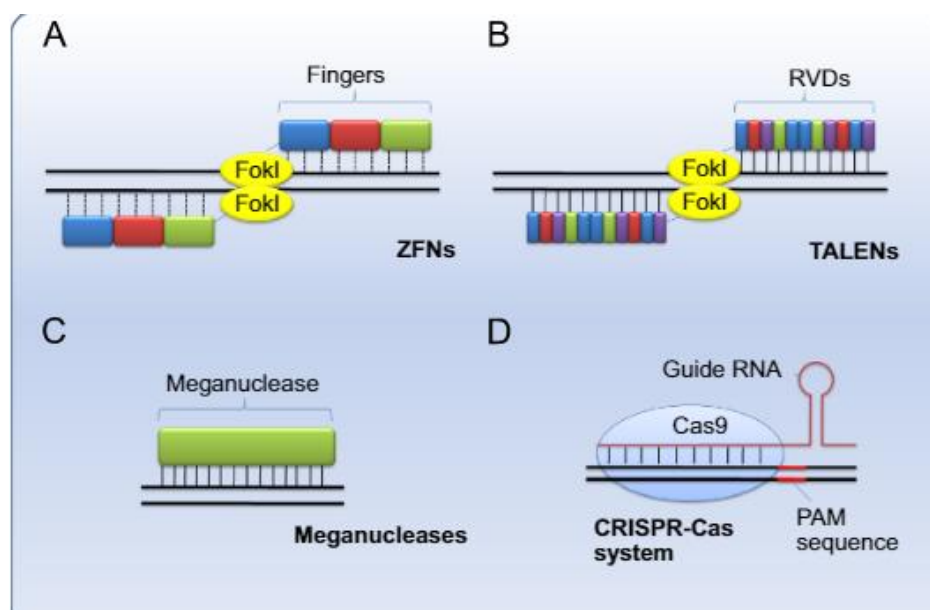 A
Fingers
FokI
FokI
ZFNs
B
RVDs
FokI
FokI
TALENs
C
Meganuclease
Meganucleases
D
Guide RNA
Cas9
CRISPR-Cas
system
PAM
sequence